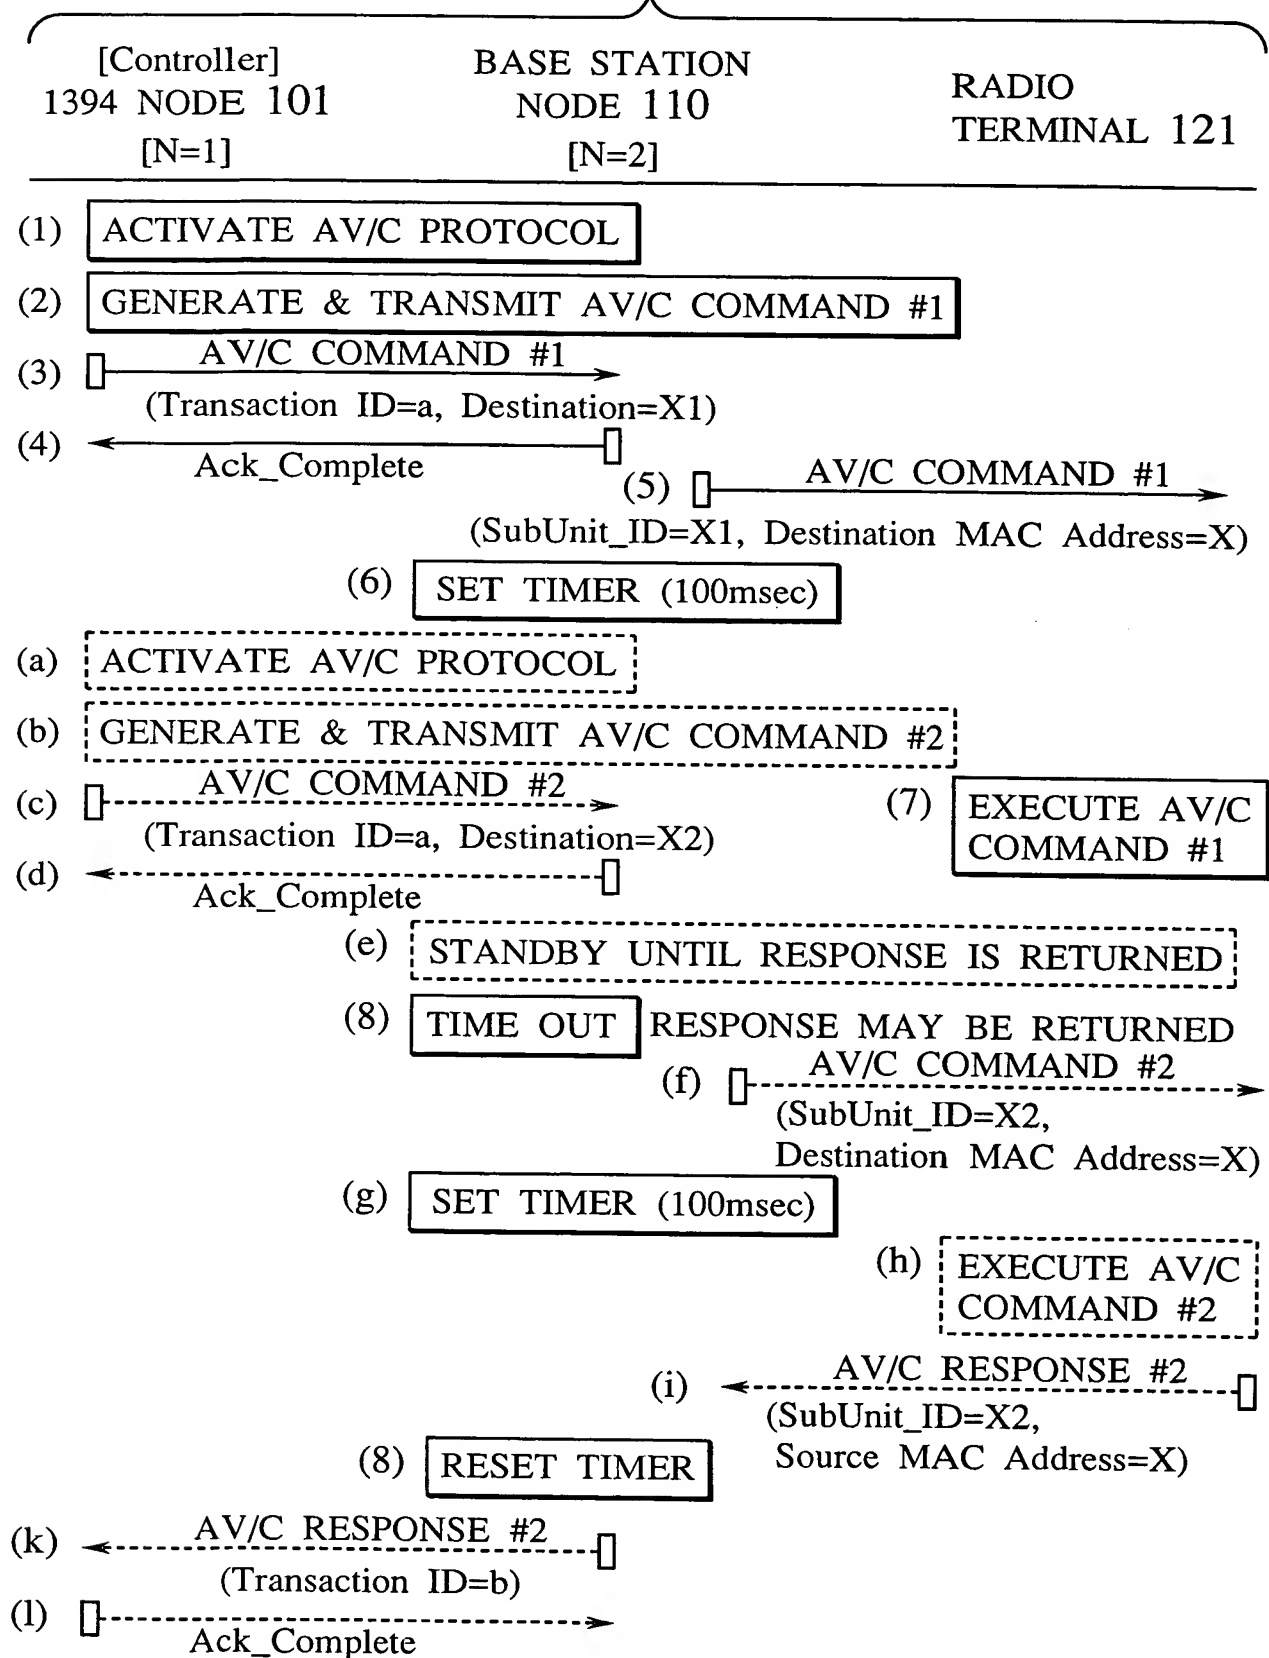 [Controller]
1394 NODE 101
[N=1]
BASE STATION
NODE 110
[N=2]
RADIO
TERMINAL 121
(1) ACTIVATE AV/C PROTOCOL
(2) GENERATE & TRANSMIT AV/C COMMAND #1
(3) AV/C COMMAND #1
(Transaction ID=a, Destination=X1)
(4) Ack_Complete
(5) AV/C COMMAND #1
(SubUnit_ID=X1, Destination MAC Address=X)
(6) SET TIMER (100msec)
(a) ACTIVATE AV/C PROTOCOL
(b) GENERATE & TRANSMIT AV/C COMMAND #2
(c) AV/C COMMAND #2
(Transaction ID=a, Destination=X2)
(7) EXECUTE AV/C
COMMAND #1
(d) Ack_Complete
(e) STANDBY UNTIL RESPONSE IS RETURNED
(8) TIME OUT RESPONSE MAY BE RETURNED
(f) AV/C COMMAND #2
(SubUnit_ID=X2,
Destination MAC Address=X)
(g) SET TIMER (100msec)
(h) EXECUTE AV/C
COMMAND #2
(i) AV/C RESPONSE #2
(SubUnit_ID=X2,
Source MAC Address=X)
(8) RESET TIMER
(k) AV/C RESPONSE #2
(Transaction ID=b)
(l) Ack_Complete